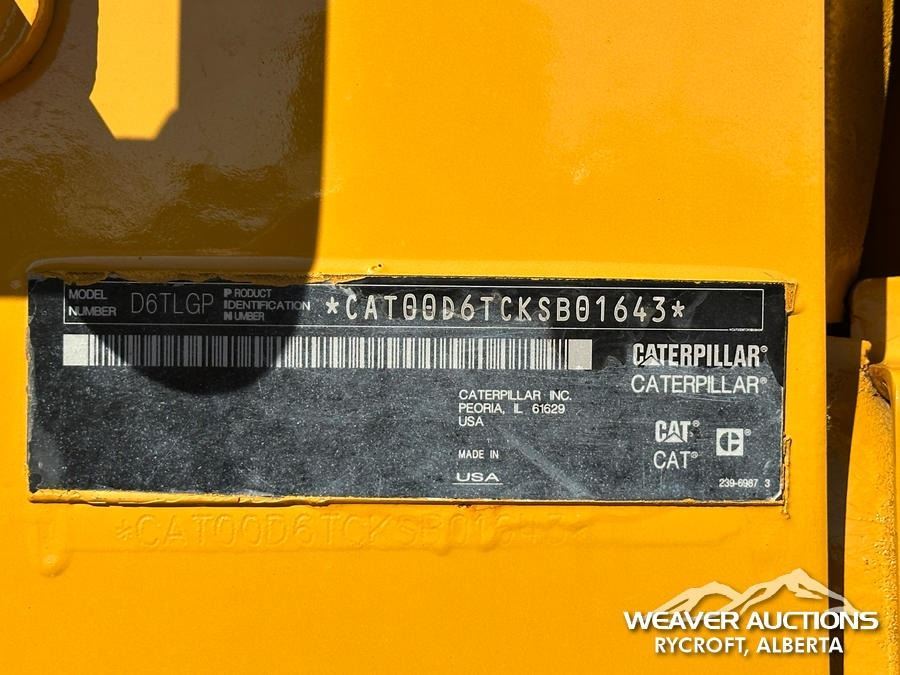 MODEL NUMBER D6TLGP PRODUCT IDENTIFICATION NUMBER *CAT00D6TCKSB01643*
CATERPILLAR®
CATERPILLAR®
CATERPILLAR INC.
PEORIA, IL 61629
USA
CAT® C®
CAT®
MADE IN
USA
239-6987 3
*CAT00D6TCKSB01643*
WEAVER AUCTIONS
RYCROFT, ALBERTA